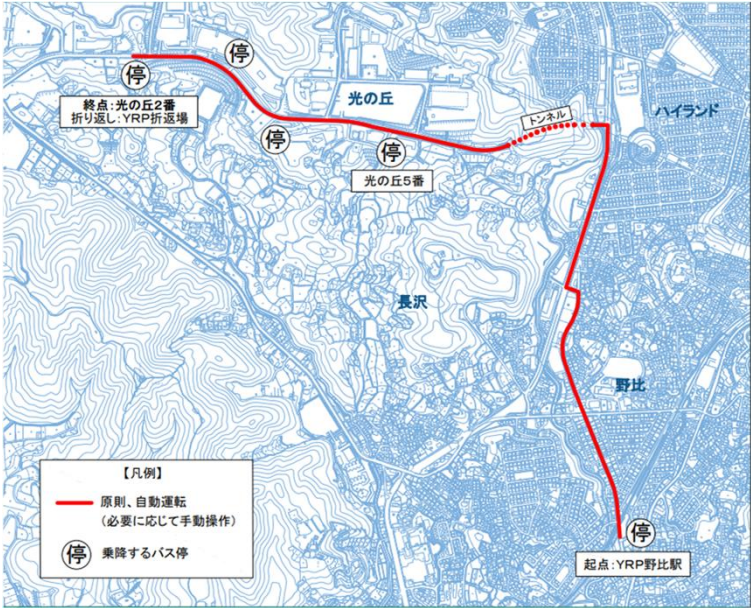 停
停
終点：光の丘2番
折り返し：YRP折返場
光の丘
停
停
光の丘5番
トンネル
ハイランド
長沢
野比
停
起点：YRP野比駅
【凡例】
原則、自動運転
（必要に応じて手動操作）
停 乗降するバス停